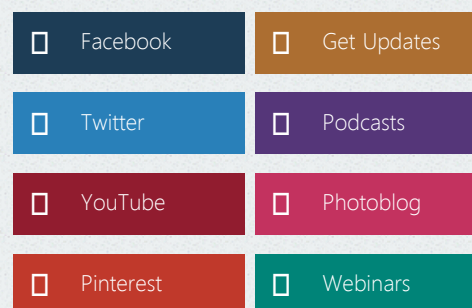 Facebook
Get Updates
Twitter
Podcasts
YouTube
Photoblog
Pinterest
Webinars